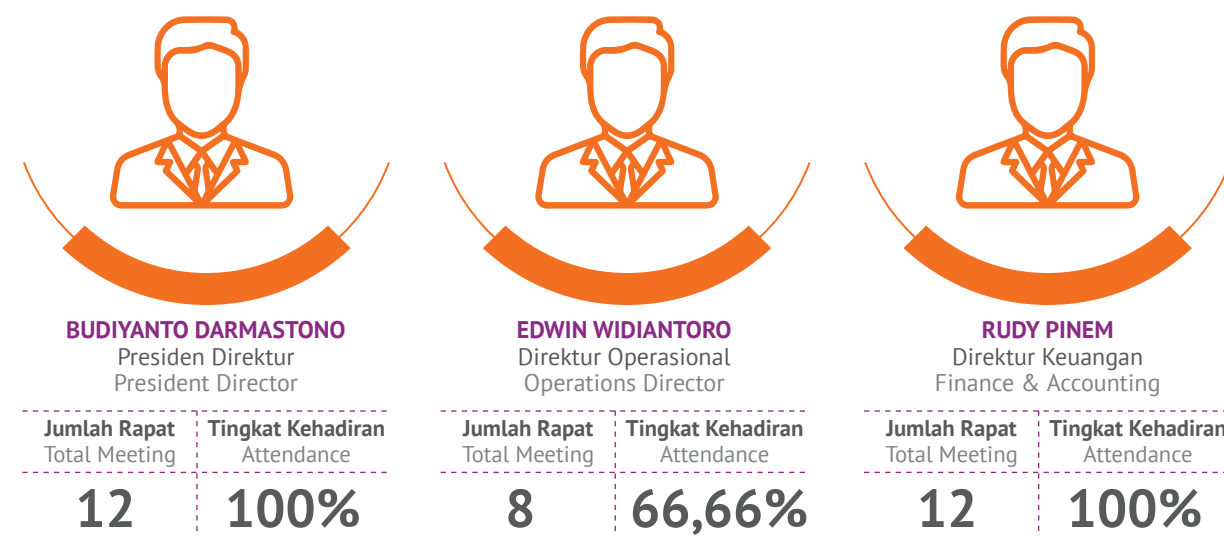 BUDIYANTO DARMASTONO
Presiden Direktur
President Director
Jumlah Rapat
Total Meeting
Tingkat Kehadiran
Attendance
12
100%
EDWIN WIDIANTORO
Direktur Operasional
Operations Director
Jumlah Rapat
Total Meeting
Tingkat Kehadiran
Attendance
8
66,66%
RUDY PINEM
Direktur Keuangan
Finance & Accounting
Jumlah Rapat
Total Meeting
Tingkat Kehadiran
Attendance
12
100%